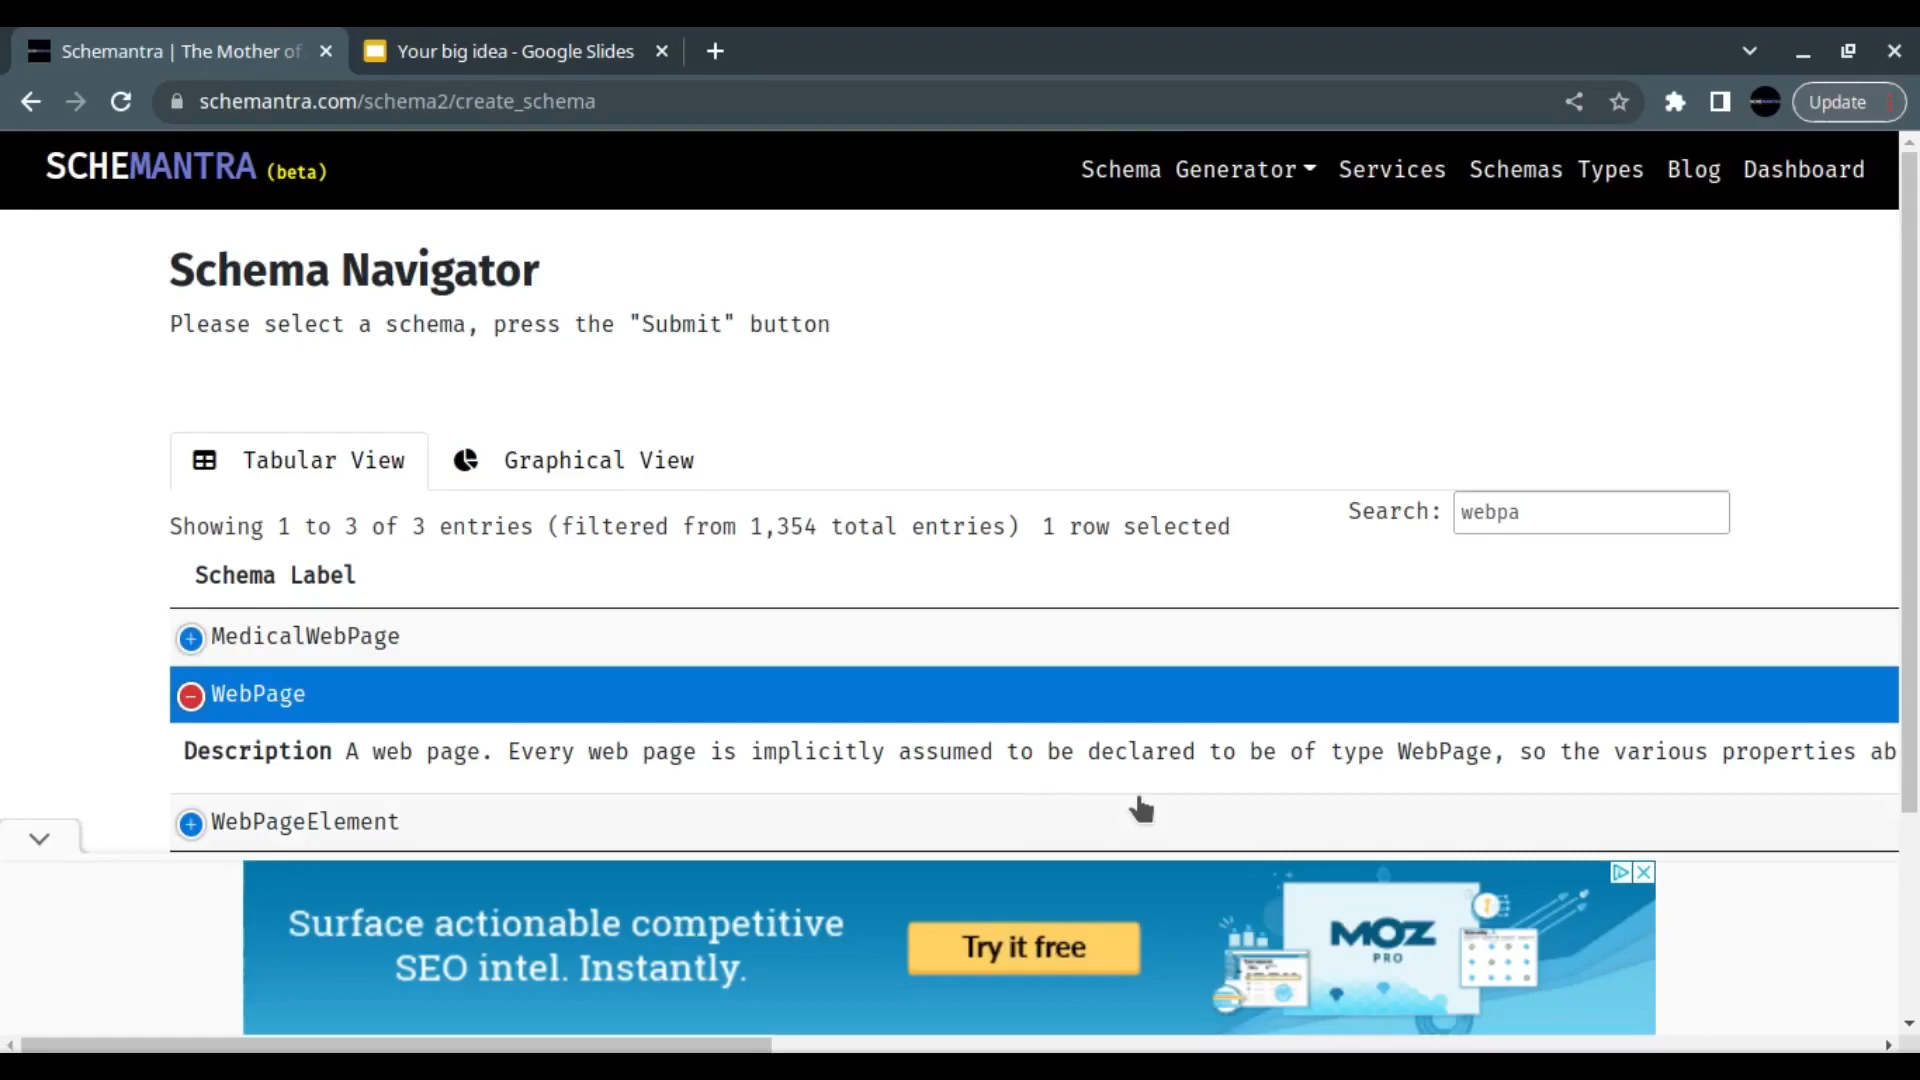 Schemantra | The Mother of
Your big idea - Google Slides
schemantra.com/schema2/create_schema
Update
SCHEMANTRA (beta)
Schema Generator Services Schemas Types Blog Dashboard
Schema Navigator
Please select a schema, press the "Submit" button
Tabular View
Graphical View
Showing 1 to 3 of 3 entries (filtered from 1,354 total entries) 1 row selected
Search: webpa
Schema Label
MedicalWebPage
WebPage
Description A web page. Every web page is implicitly assumed to be declared to be of type WebPage, so the various properties ab
WebPageElement
Surface actionable competitive
SEO intel. Instantly.
Try it free
MOZ
PRO